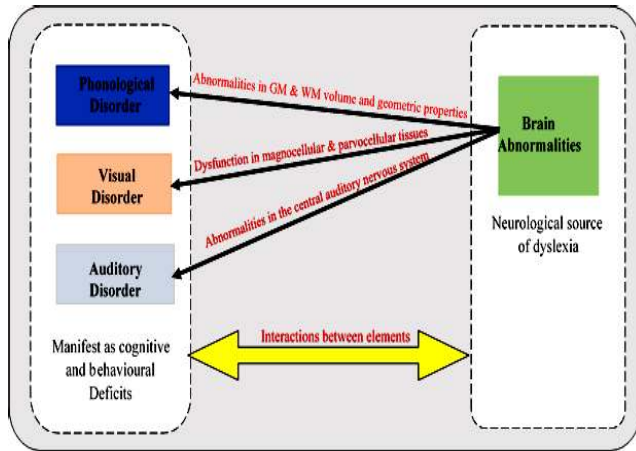 Phonological
Disorder
Visual
Disorder
Auditory
Disorder
Manifest as cognitive
and behavioural
Deficits
Abnormalities in GM & WM volume and geometric properties
Dysfunction in magnocellular & parvocellular tissues
Abnormalities in the central auditory nervous system
Interactions between elements
Brain
Abnormalities
Neurological source
of dyslexia